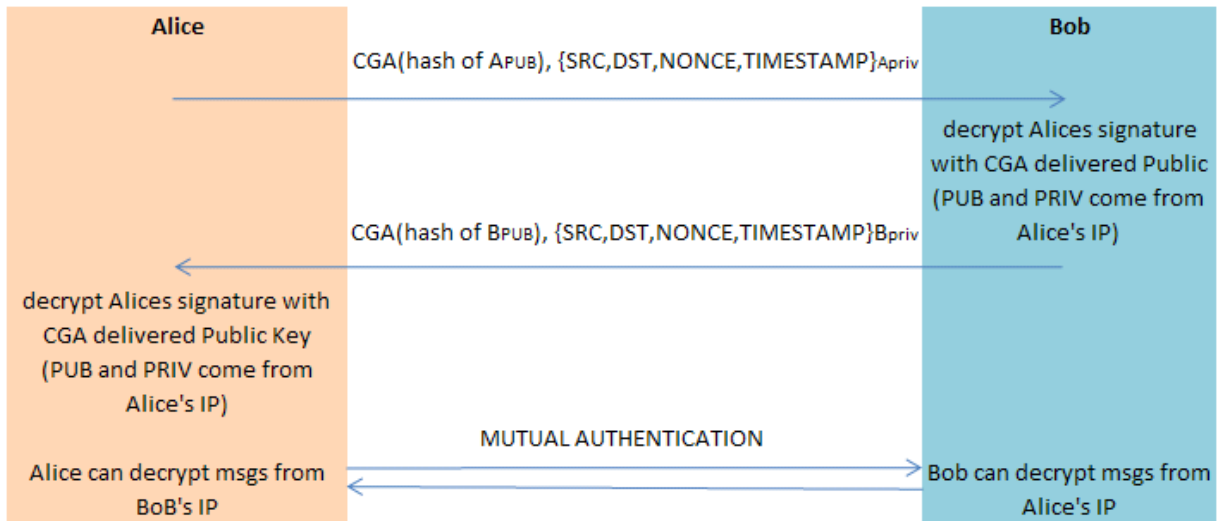 Alice
Bob
CGA(hash of APUB), {SRC,DST,NONCE,TIMESTAMP}Apriv
decrypt Alices signature
with CGA delivered Public
(PUB and PRIV come from
Alice's IP)
CGA(hash of BPUB), {SRC,DST,NONCE,TIMESTAMP}Bpriv
decrypt Alices signature with
CGA delivered Public Key
(PUB and PRIV come from
Alice's IP)
MUTUAL AUTHENTICATION
Alice can decrypt msgs from
BoB's IP
Bob can decrypt msgs from
Alice's IP